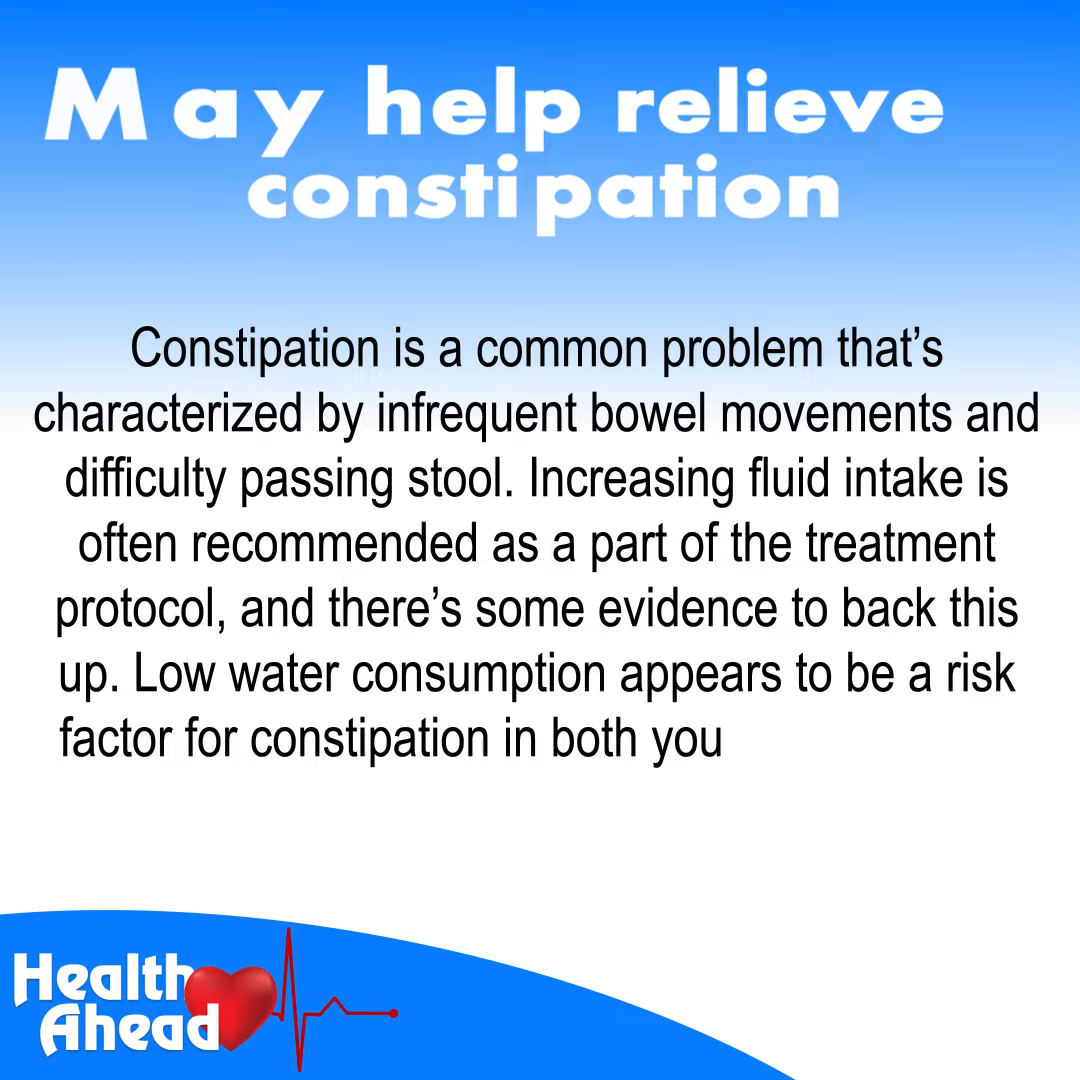 May help relieve
constipation
Constipation is a common problem that’s
characterized by infrequent bowel movements and
difficulty passing stool. Increasing fluid intake is
often recommended as a part of the treatment
protocol, and there’s some evidence to back this
up. Low water consumption appears to be a risk
factor for constipation in both you
Health
Ahead